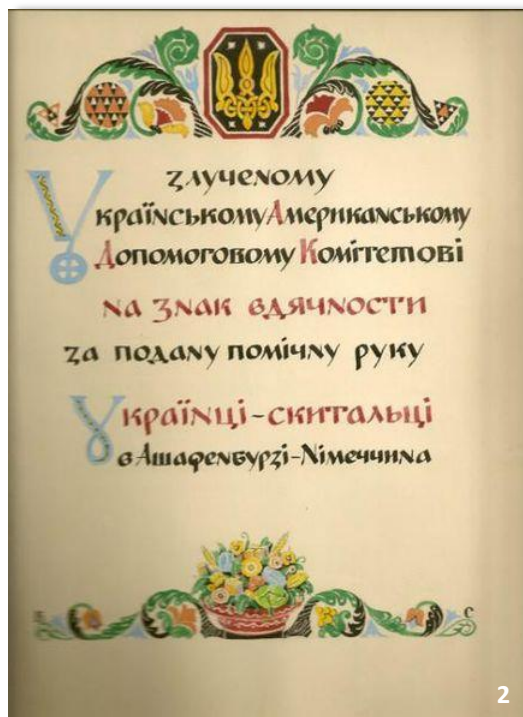 Злученому
Українському Американському
Допомоговому Комітетові
на знак вдячности
за подану помічну руку
Українці-скитальці
в Ашафенбурзі-Німеччина
С
2